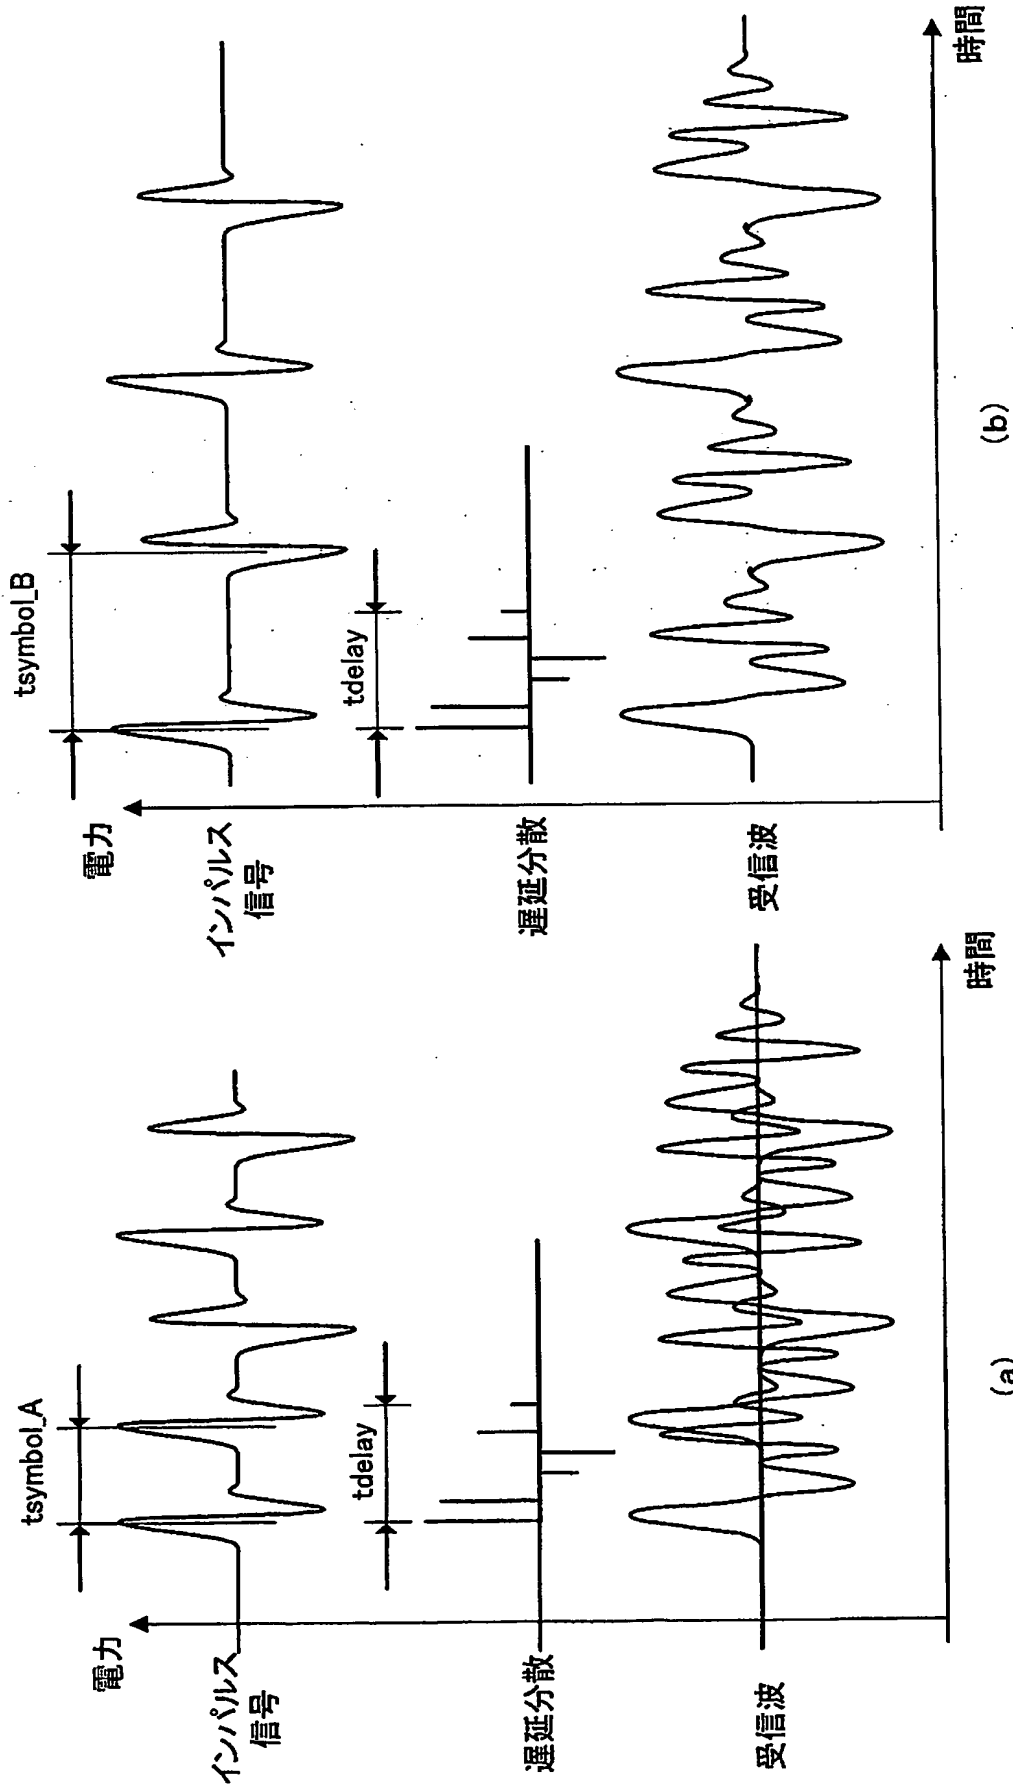 電力
tsymbol_A
インパルス
信号
tdelay
遅延分散
受信波
時間
(a)
電力
tsymbol_B
インパルス
信号
tdelay
遅延分散
受信波
時間
(b)